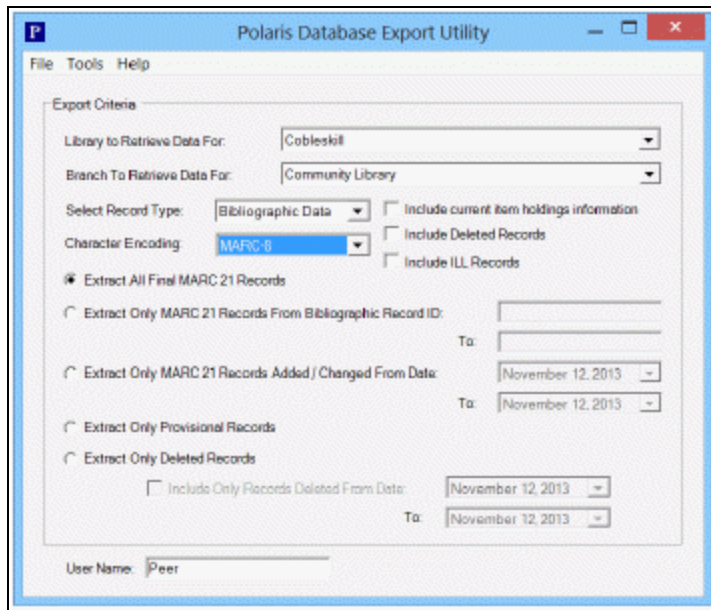 P Polaris Database Export Utility
File Tools Help
Export Criteria
Library to Retrieve Data For: Cobleskill
Branch To Retrieve Data For: Community Library
Select Record Type: Bibliographic Data Include current item holdings information
Include Deleted Records
Character Encoding: MARC-8
Include ILL Records
Extract All Final MARC 21 Records
Extract Only MARC 21 Records From Bibliographic Record ID:
To:
Extract Only MARC 21 Records Added / Changed From Date: November 12, 2013
To: November 12, 2013
Extract Only Provisional Records
Extract Only Deleted Records
Include Only Records Deleted From Date: November 12, 2013
To: November 12, 2013
User Name: Peer